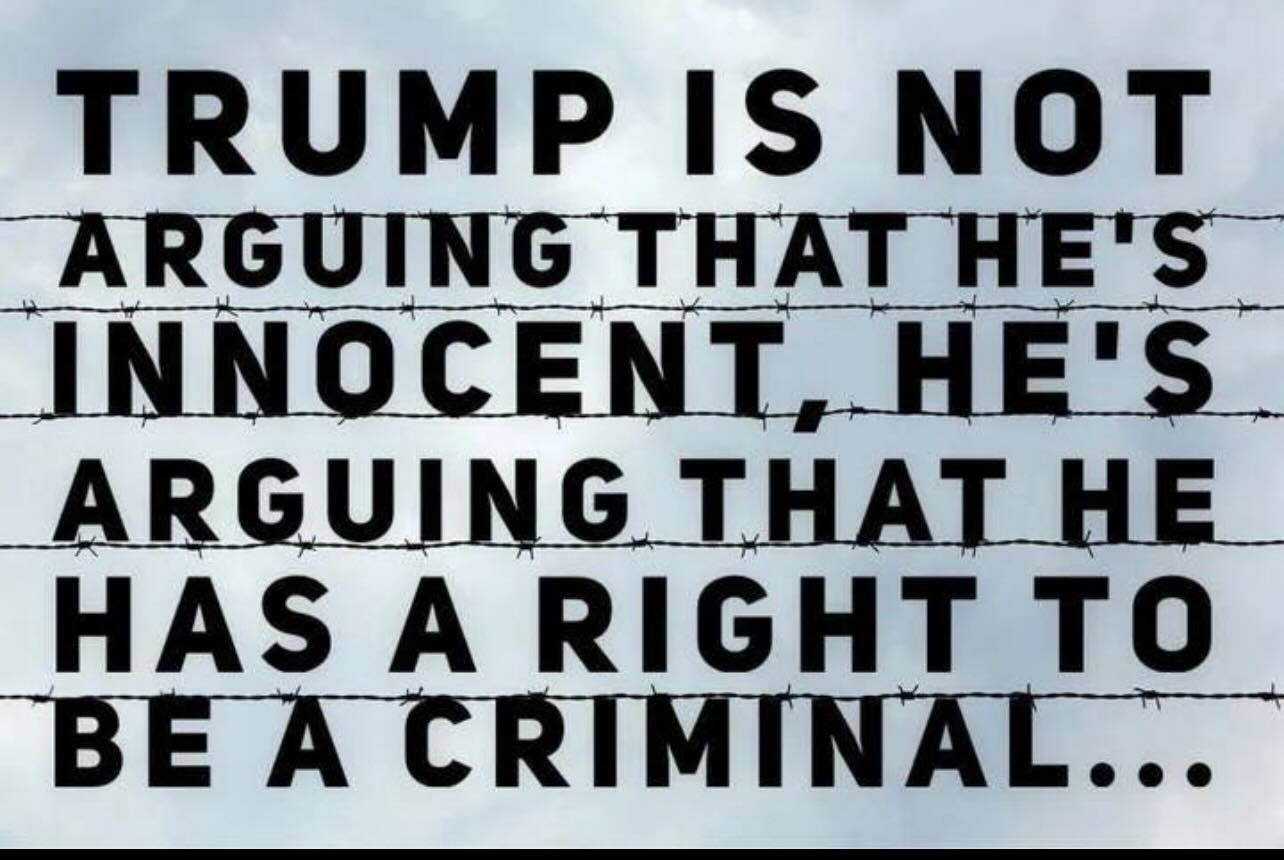 TRUMP IS NOT
ARGUING THAT HE'S
INNOCENT, HE'S
ARGUING THAT HE
HAS A RIGHT TO
BE A CRIMINAL...